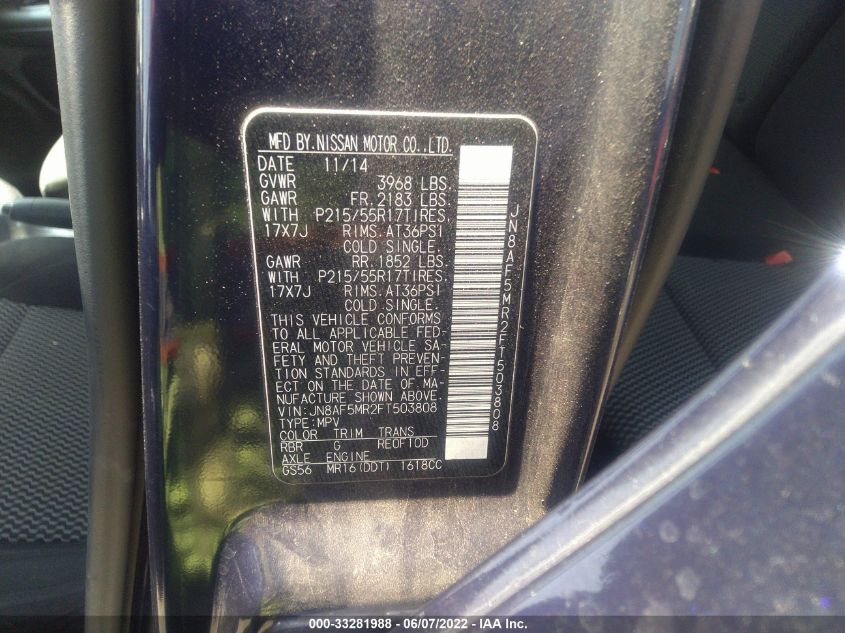 MFD BY.NISSAN MOTOR CO.,LTD.
DATE 11/14
GVWR 3968 LBS.
GAWR FR.2183 LBS.
WITH P215/55R17TIRES,
17X7J RIMS.AT36PSI
COLD SINGLE.
GAWR RR.1852 LBS.
WITH P215/55R17TIRES,
17X7J RIMS.AT36PSI
COLD.SINGLE.
THIS VEHICLE CONFORMS
TO ALL APPLICABLE FED-
ERAL MOTOR VEHICLE SA-
FETY AND THEFT PREVEN-
TION STANDARDS IN EFF-
ECT ON THE DATE OF MA-
NUFACTURE SHOWN ABOVE.
VIN:JN8AF5MR2FT503808
TYPE:MPV
COLOR TRIM TRANS
RBR G RE0F10D
AXLE ENGINE
GS56 MR16(DDT) 1618CC
JN8AF5MR2FT503808
000-33281988 - 06/07/2022 - IAA Inc.